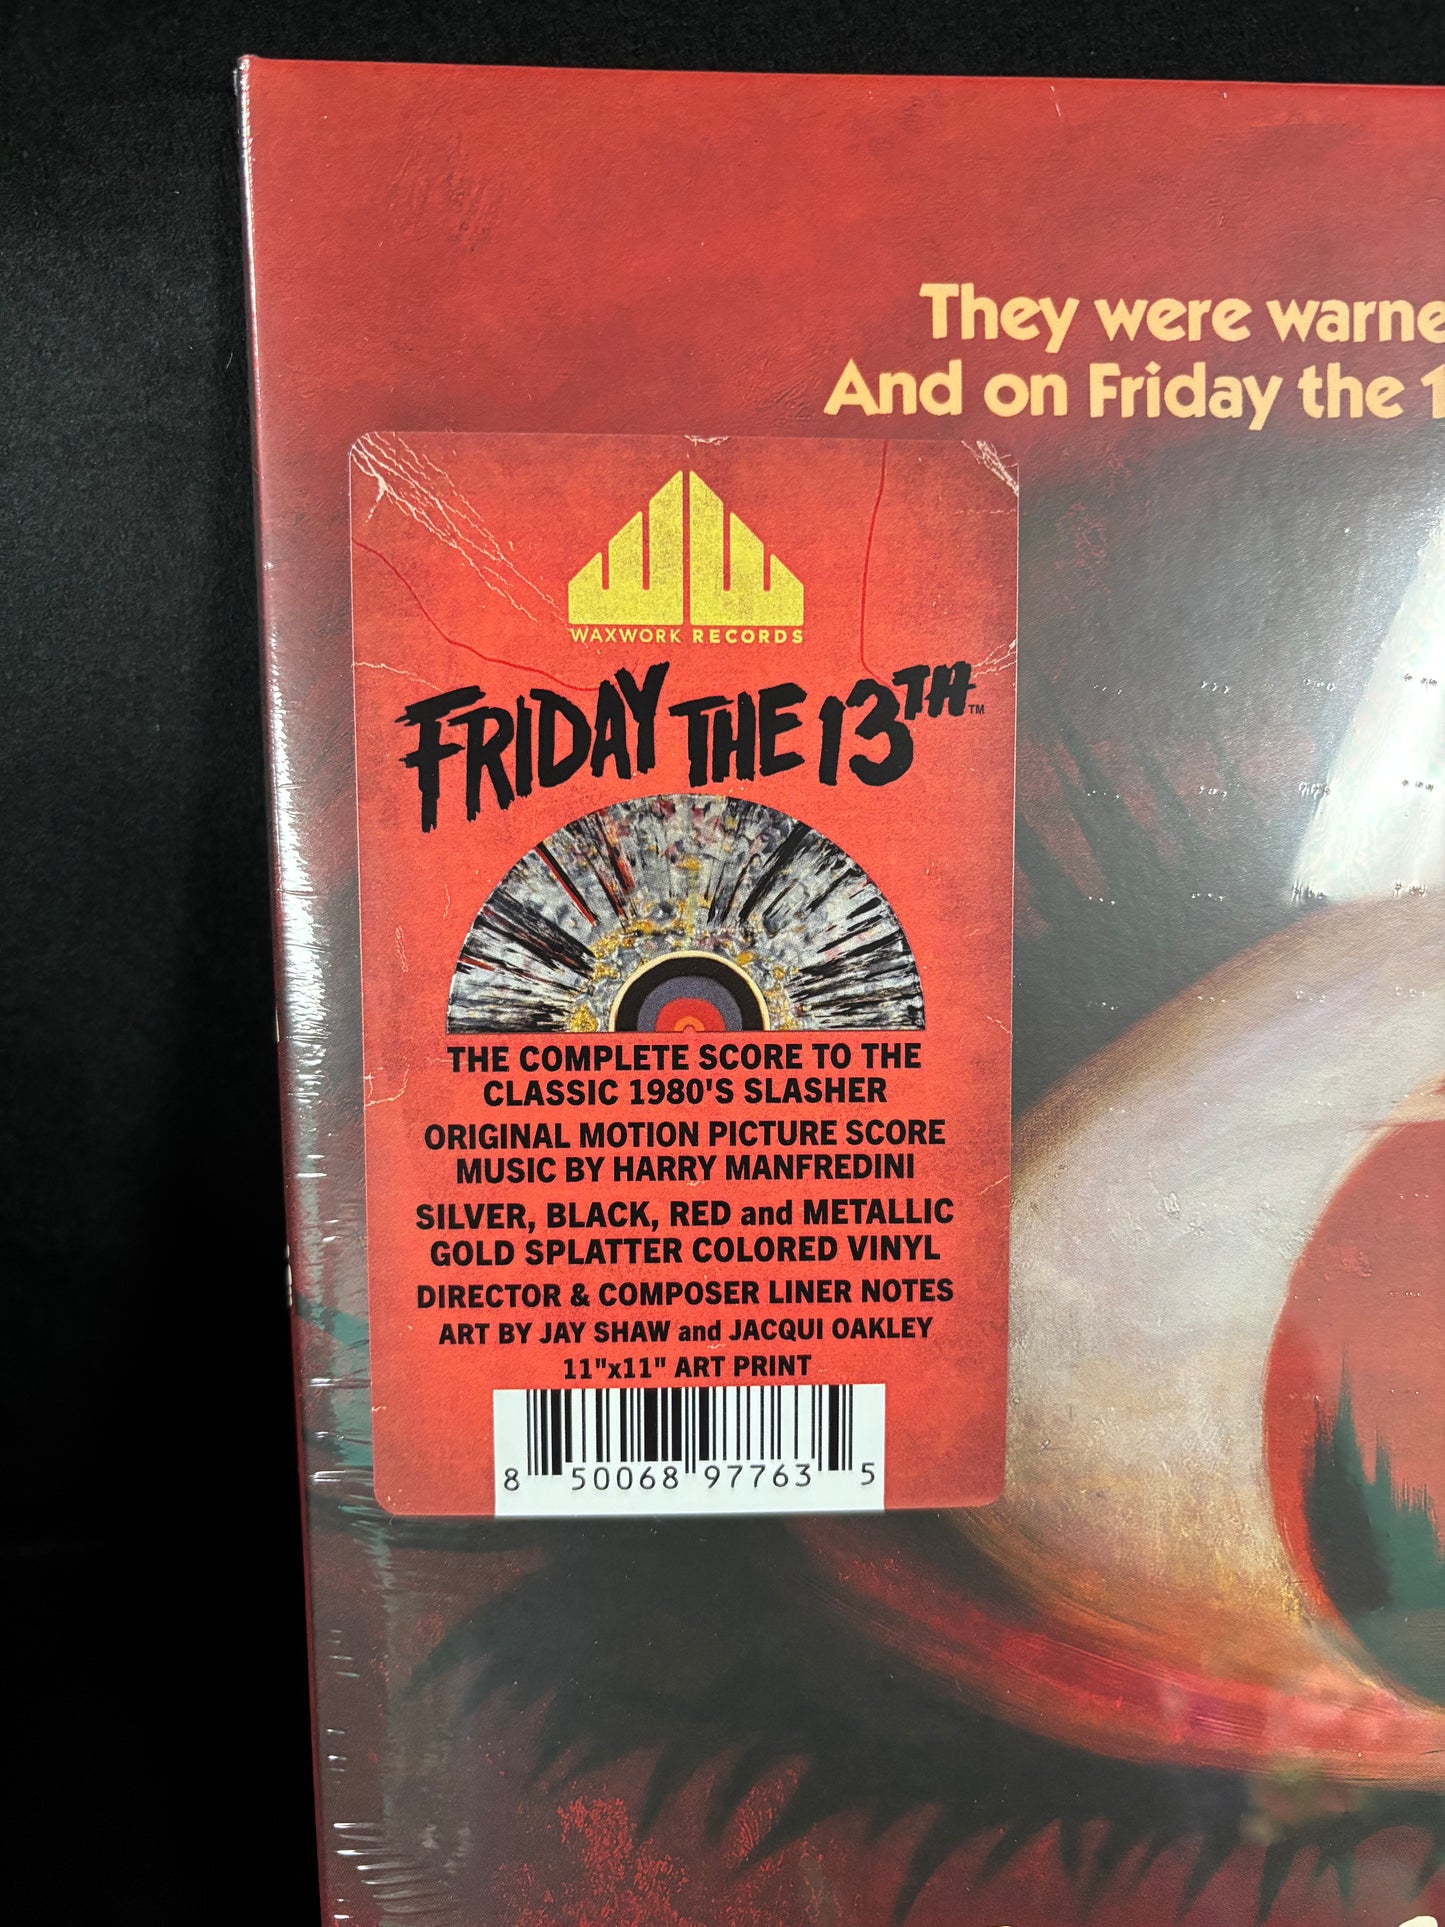 They were warne
And on Friday the 1
WAXWORK RECORDS
FRIDAY THE 13TH™
THE COMPLETE SCORE TO THE
CLASSIC 1980'S SLASHER
ORIGINAL MOTION PICTURE SCORE
MUSIC BY HARRY MANFREDINI
SILVER, BLACK, RED and METALLIC
GOLD SPLATTER COLORED VINYL
DIRECTOR & COMPOSER LINER NOTES
ART BY JAY SHAW and JACQUI OAKLEY
11"x11" ART PRINT
8 50068 97763 5